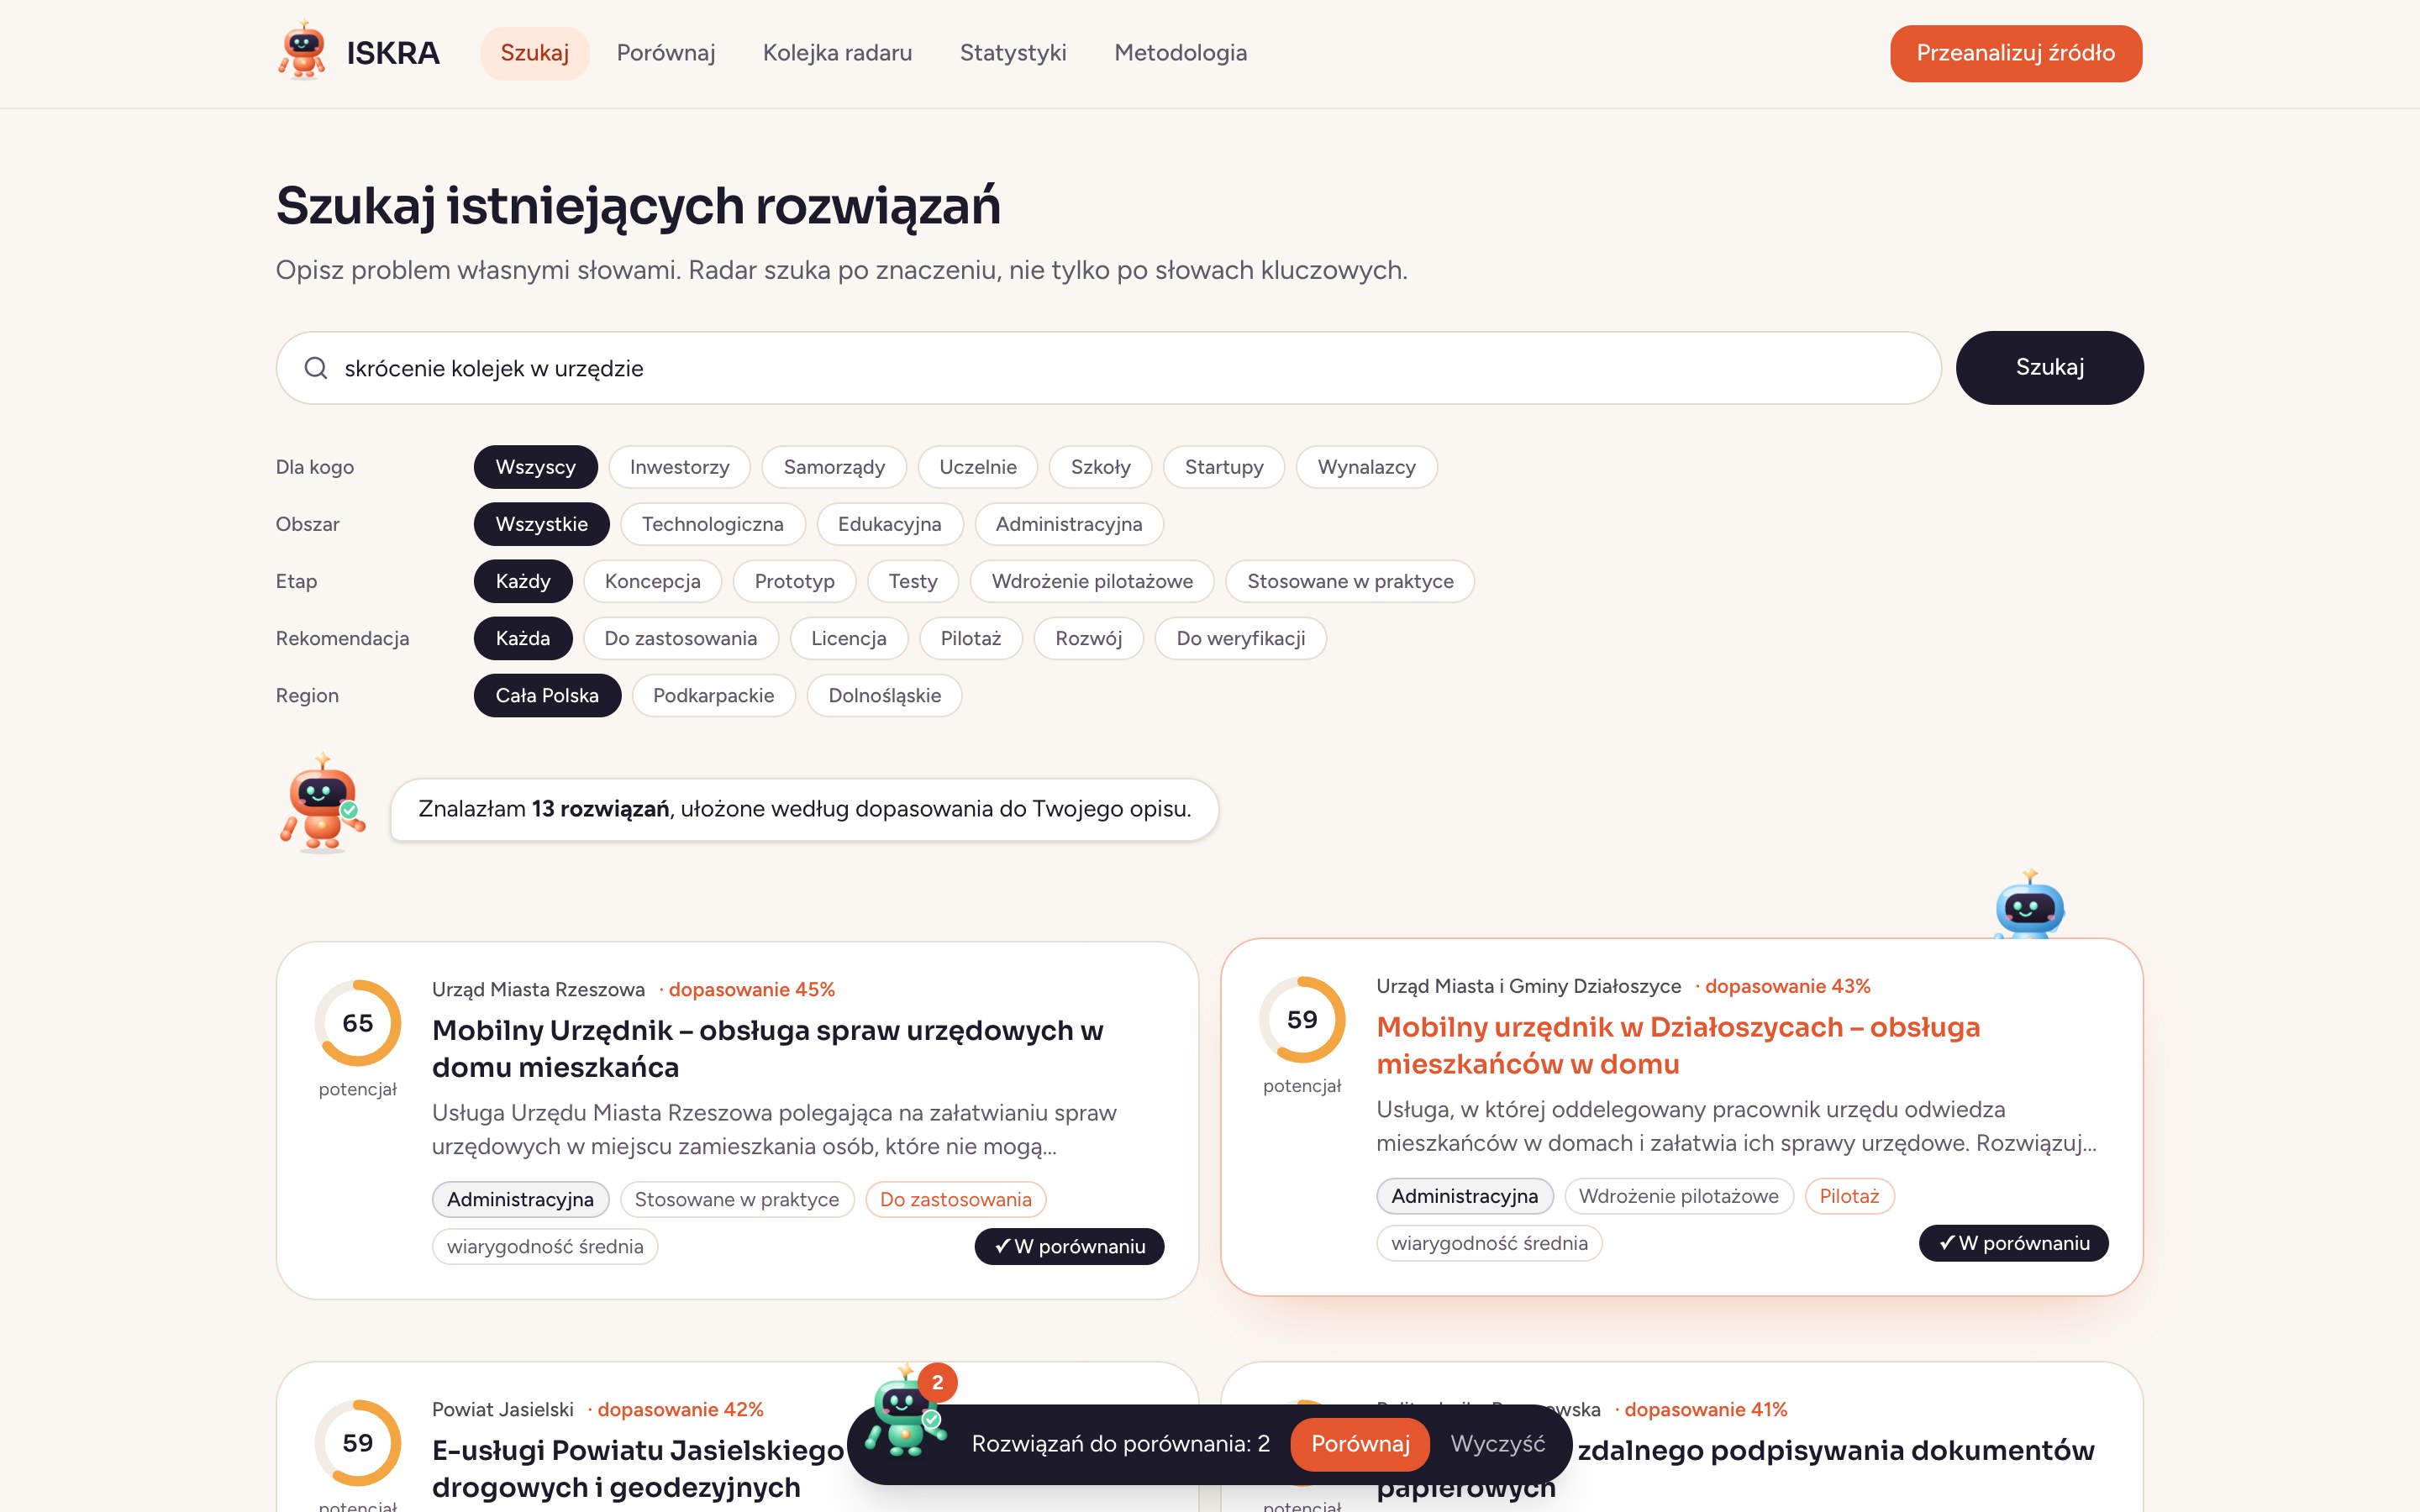 ISKRA
Szukaj
Porównaj
Kolejka radaru
Statystyki
Metodologia
Przeanalizuj źródło
Szukaj istniejących rozwiązań
Opisz problem własnymi słowami. Radar szuka po znaczeniu, nie tylko po słowach kluczowych.
skrócenie kolejek w urzędzie
Szukaj
Dla kogo
Wszyscy
Inwestorzy
Samorządy
Uczelnie
Szkoły
Startupy
Wynalazcy
Obszar
Wszystkie
Technologiczna
Edukacyjna
Administracyjna
Etap
Każdy
Koncepcja
Prototyp
Testy
Wdrożenie pilotażowe
Stosowane w praktyce
Rekomendacja
Każda
Do zastosowania
Licencja
Pilotaż
Rozwój
Do weryfikacji
Region
Cała Polska
Podkarpackie
Dolnośląskie
Znalazłam 13 rozwiązań, ułożone według dopasowania do Twojego opisu.
65
potencjał
Urząd Miasta Rzeszowa · dopasowanie 45%
Mobilny Urzędnik – obsługa spraw urzędowych w
domu mieszkańca
Usługa Urzędu Miasta Rzeszowa polegająca na załatwianiu spraw
urzędowych w miejscu zamieszkania osób, które nie mogą...
Administracyjna
Stosowane w praktyce
Do zastosowania
wiarygodność średnia
✓ W porównaniu
59
potencjał
Urząd Miasta i Gminy Działoszyce · dopasowanie 43%
Mobilny urzędnik w Działoszycach – obsługa
mieszkańców w domu
Usługa, w której oddelegowany pracownik urzędu odwiedza
mieszkańców w domach i załatwia ich sprawy urzędowe. Rozwiązuj...
Administracyjna
Wdrożenie pilotażowe
Pilotaż
wiarygodność średnia
✓ W porównaniu
59
potencjał
Powiat Jasielski · dopasowanie 42%
E-usługi Powiatu Jasielskiego
drogowych i geodezyjnych
· dopasowanie 41%
zdalnego podpisywania dokumentów
papierowych
potencjał
2
Rozwiązań do porównania: 2
Porównaj
Wyczyść